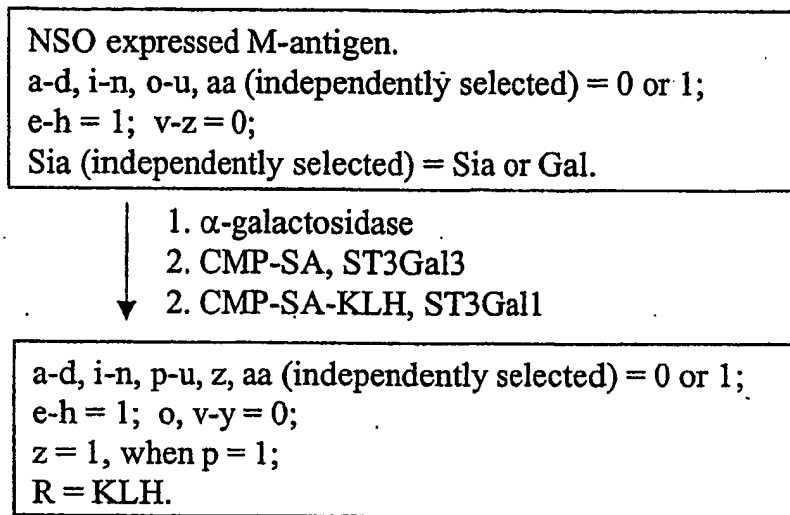 NSO expressed M-antigen.
a-d, i-n, o-u, aa (independently selected) = 0 or 1;
e-h = 1; v-z = 0;
Sia (independently selected) = Sia or Gal.
1. α-galactosidase
2. CMP-SA, ST3Gal3
2. CMP-SA-KLH, ST3Gal1
a-d, i-n, p-u, z, aa (independently selected) = 0 or 1;
e-h = 1; o, v-y = 0;
z = 1, when p = 1;
R = KLH.